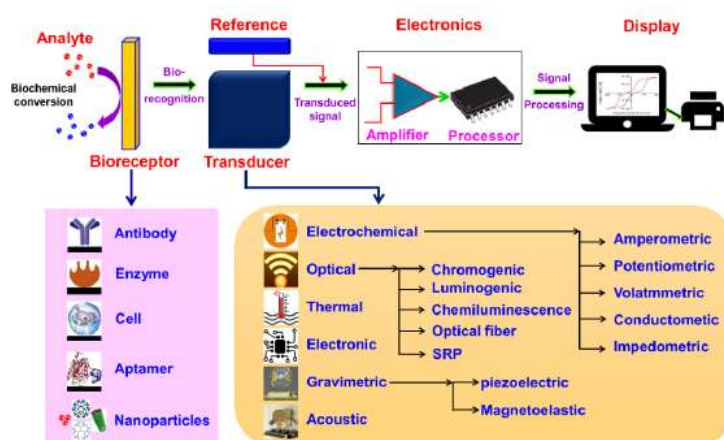 Analyte
Reference
Electronics
Display
Biochemical
conversion
Bio-
recognition
Transduced
signal
Signal
Processing
Amplifier
Processor
Bioreceptor
Transducer
Antibody
Enzyme
Cell
Aptamer
Nanoparticles
Electrochemical
Optical
Thermal
Electronic
Gravimetric
Acoustic
Chromogenic
Luminogenic
Chemiluminescence
Optical fiber
SRP
piezoelectric
Magnetoelastic
Amperometric
Potentiometric
Volatmmetric
Conductometic
Impedometric